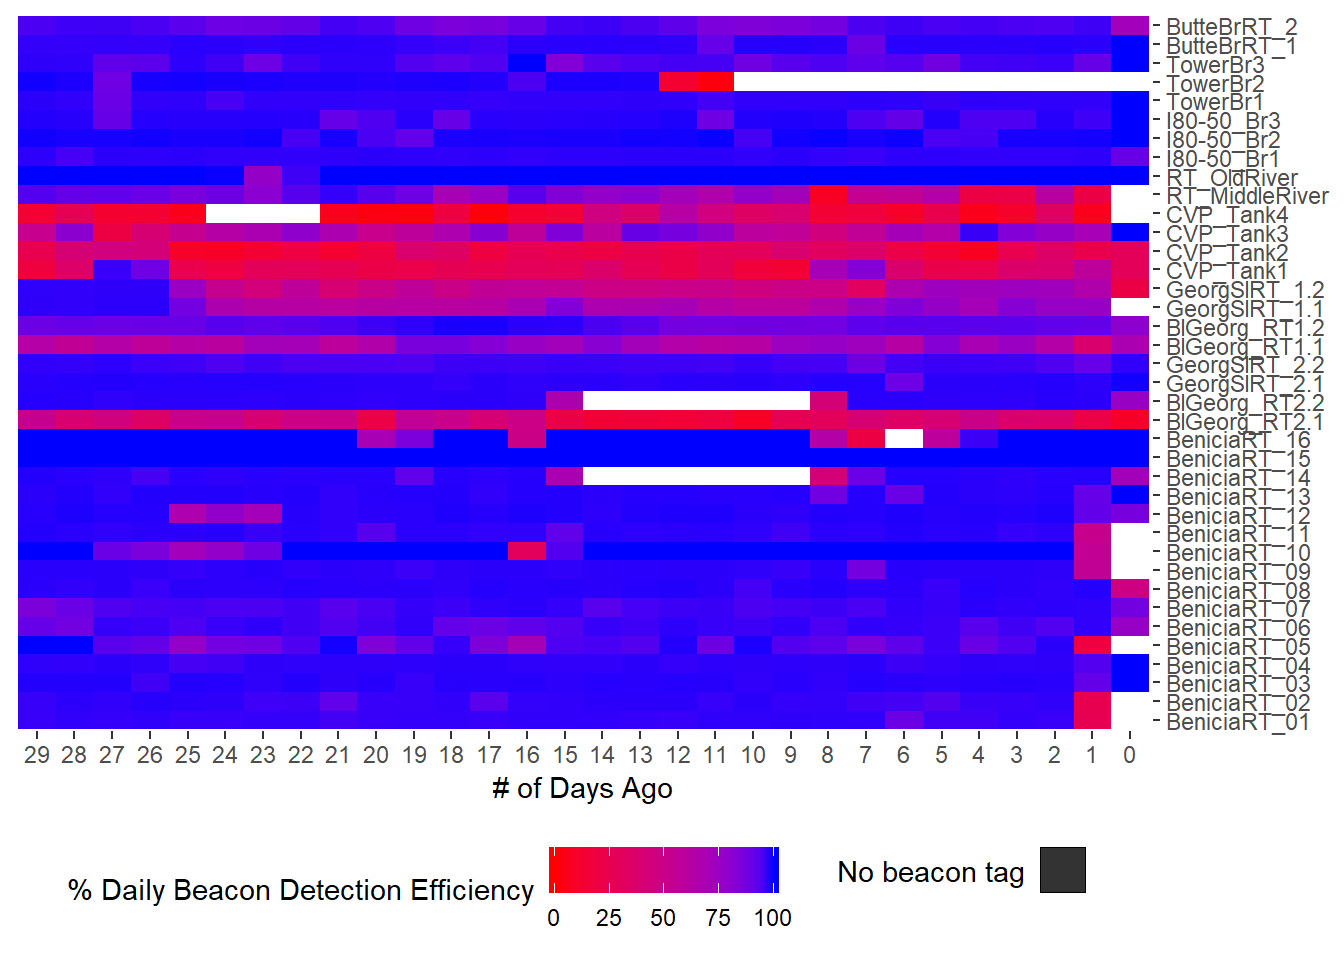 ButteBrRT_2
ButteBrRT_1
TowerBr3
TowerBr2
TowerBr1
I80-50_Br3
I80-50_Br2
I80-50_Br1
RT_OldRiver
RT_MiddleRiver
CVP_Tank4
CVP_Tank3
CVP_Tank2
CVP_Tank1
GeorgSlRT_1.2
GeorgSlRT_1.1
BlGeorg_RT1.2
BlGeorg_RT1.1
GeorgSlRT_2.2
GeorgSlRT_2.1
BlGeorg_RT2.2
BlGeorg_RT2.1
BeniciaRT_16
BeniciaRT_15
BeniciaRT_14
BeniciaRT_13
BeniciaRT_12
BeniciaRT_11
BeniciaRT_10
BeniciaRT_09
BeniciaRT_08
BeniciaRT_07
BeniciaRT_06
BeniciaRT_05
BeniciaRT_04
BeniciaRT_03
BeniciaRT_02
BeniciaRT_01
29 28 27 26 25 24 23 22 21 20 19 18 17 16 15 14 13 12 11 10 9 8 7 6 5 4 3 2 1 0
# of Days Ago
% Daily Beacon Detection Efficiency
0 25 50 75 100
No beacon tag